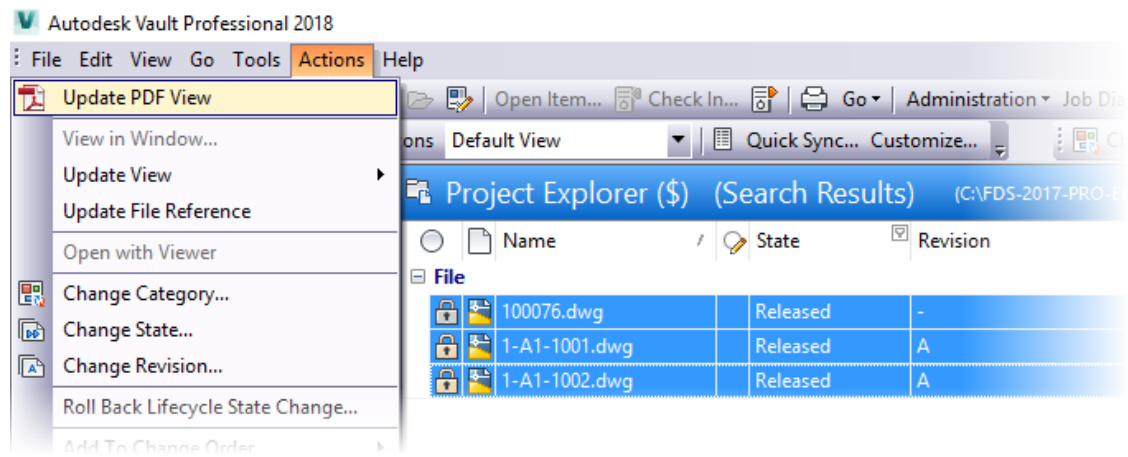 Autodesk Vault Professional 2018
File Edit View Go Tools Actions Help
Update PDF View
Open Item... Check In... Go Administration Job
View in Window...
ons Default View Quick Sync... Customize...
Update View
Project Explorer ($) (Search Results) (C:\FDS-2017-PRO-
Update File Reference
Name / State Revision
Open with Viewer
File
Change Category...
100076.dwg Released -
Change State...
1-A1-1001.dwg Released A
Change Revision...
1-A1-1002.dwg Released A
Roll Back Lifecycle State Change...
Add To Change Order